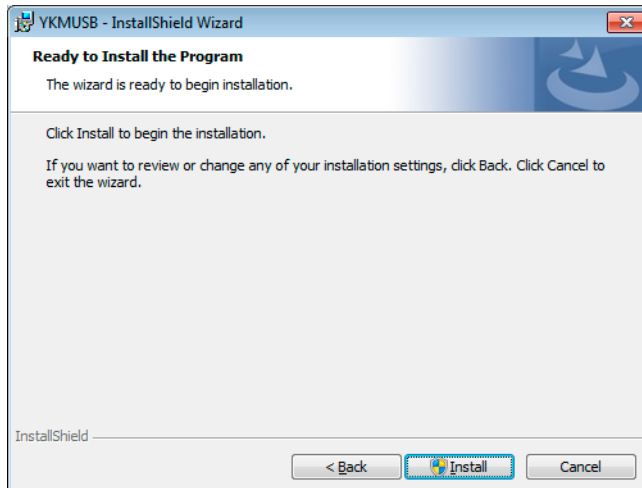 YKMUSB - InstallShield Wizard
Ready to Install the Program
The wizard is ready to begin installation.
Click Install to begin the installation.
If you want to review or change any of your installation settings, click Back. Click Cancel to
exit the wizard.
InstallShield
< Back
Install
Cancel